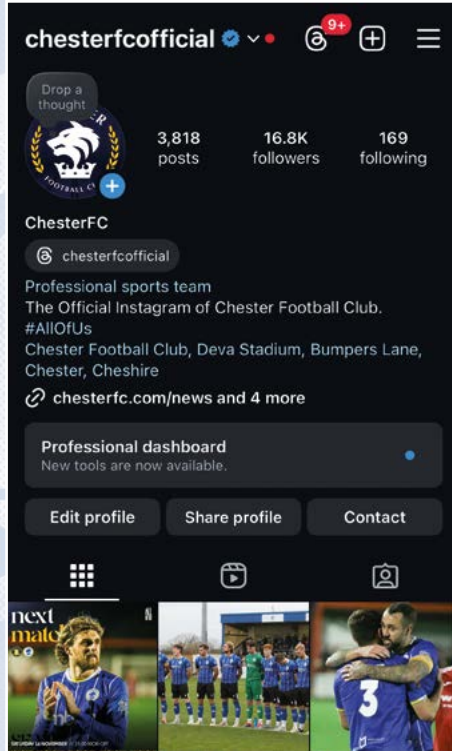 chesterfcofficial
9+
Drop a
thought
FOOTBALL
3,818 16.8K 169
posts followers following
ChesterFC
chesterfcofficial
Professional sports team
The Official Instagram of Chester Football Club.
#AllOfUs
Chester Football Club, Deva Stadium, Bumpers Lane,
Chester, Cheshire
chesterfc.com/news and 4 more
Professional dashboard
New tools are now available.
Edit profile Share profile Contact
next
match
3